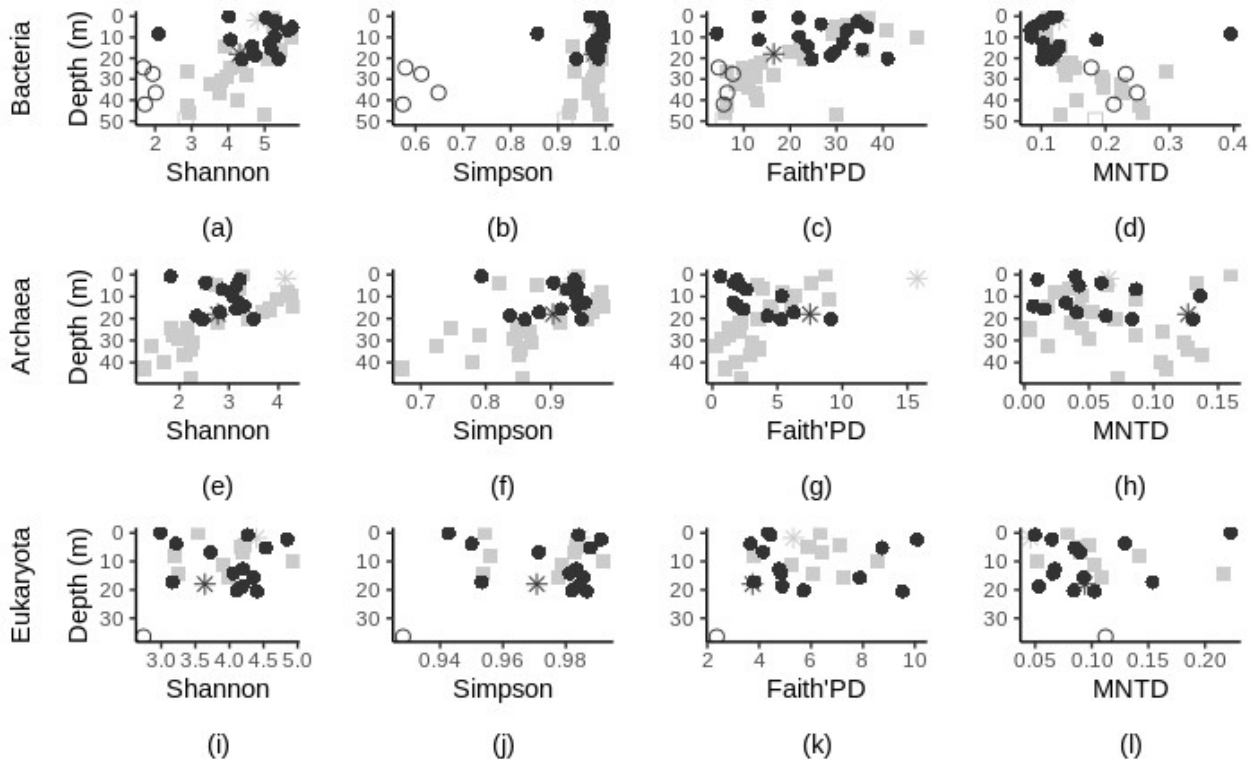 Bacteria
Depth (m)
0
10
20
30
40
50
2 3 4 5
Shannon
0.6 0.7 0.8 0.9 1.0
Simpson
10 20 30 40
Faith'PD
0.1 0.2 0.3 0.4
MNTD
(a) (b) (c) (d)
Archaea
Depth (m)
0
10
20
30
40
2 3 4
Shannon
0.7 0.8 0.9
Simpson
0 5 10 15
Faith'PD
0.00 0.05 0.10 0.15
MNTD
(e) (f) (g) (h)
Eukaryota
Depth (m)
0
10
20
30
3.0 3.5 4.0 4.5 5.0
Shannon
0.94 0.96 0.98
Simpson
2 4 6 8 10
Faith'PD
0.05 0.10 0.15 0.20
MNTD
(i) (j) (k) (l)